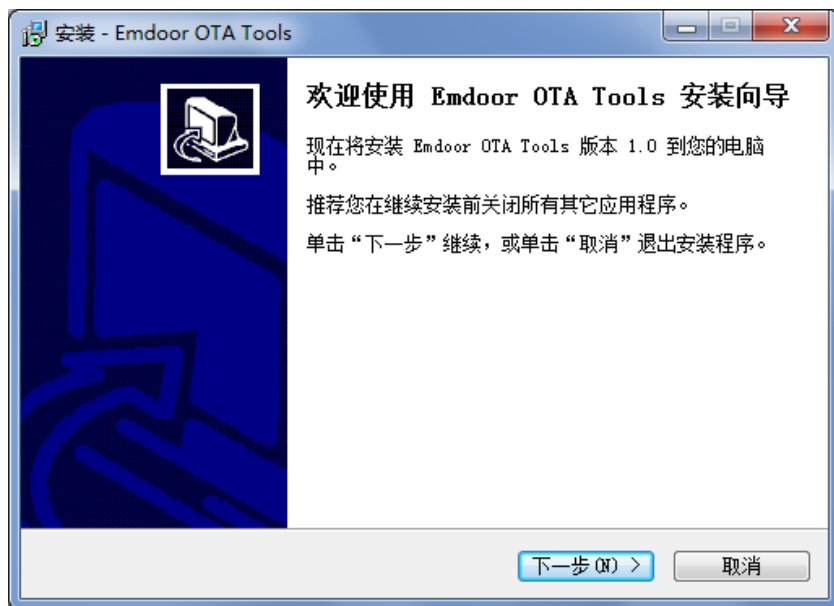 安装 - Emdoor OTA Tools
欢迎使用 Emdoor OTA Tools 安装向导
现在将安装 Emdoor OTA Tools 版本 1.0 到您的电脑
中。
推荐您在继续安装前关闭所有其它应用程序。
单击“下一步”继续，或单击“取消”退出安装程序。
下一步(N) >
取消